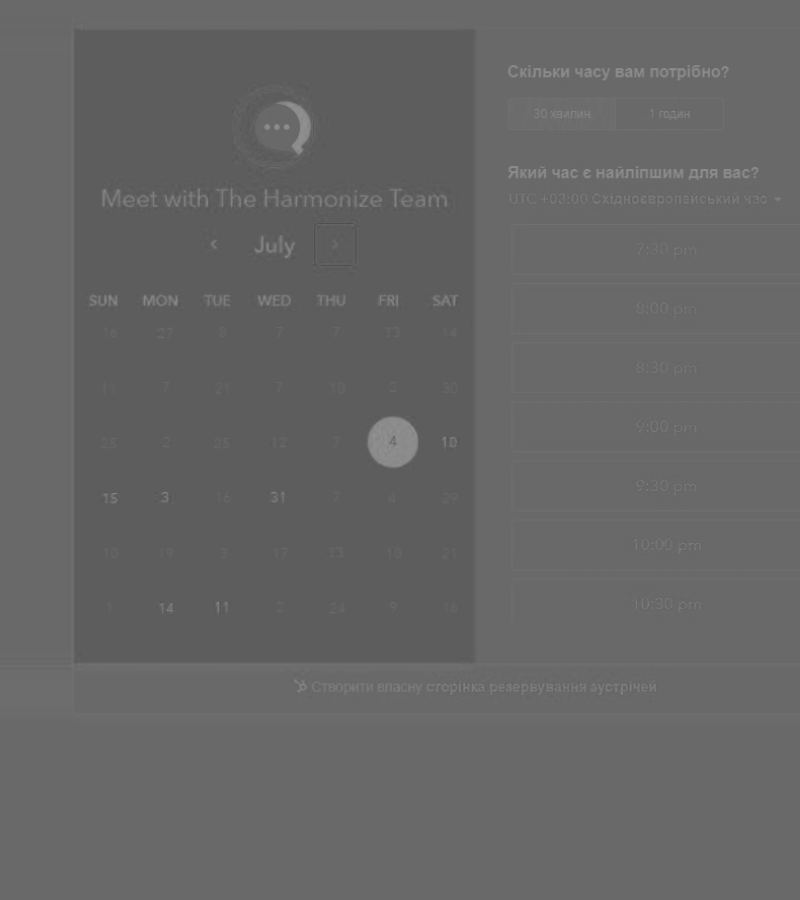 Meet with The Harmonize Team
July
SUN MON TUE WED THU FRI SAT
16 27 8 7 7 13 14
11 7 21 7 10 2 30
25 2 25 12 7 4 10
15 3 16 31 7 4 29
10 19 3 17 13 10 21
1 14 11 2 24 9 16
Скільки часу вам потрібно?
30 хвилин 1 годин
Який час є найліпшим для вас?
UTC +03:00 Східноєвропейський час
7:30 pm
8:00 pm
8:30 pm
9:00 pm
9:30 pm
10:00 pm
10:30 pm
Створити власну сторінка резервування зустрічей